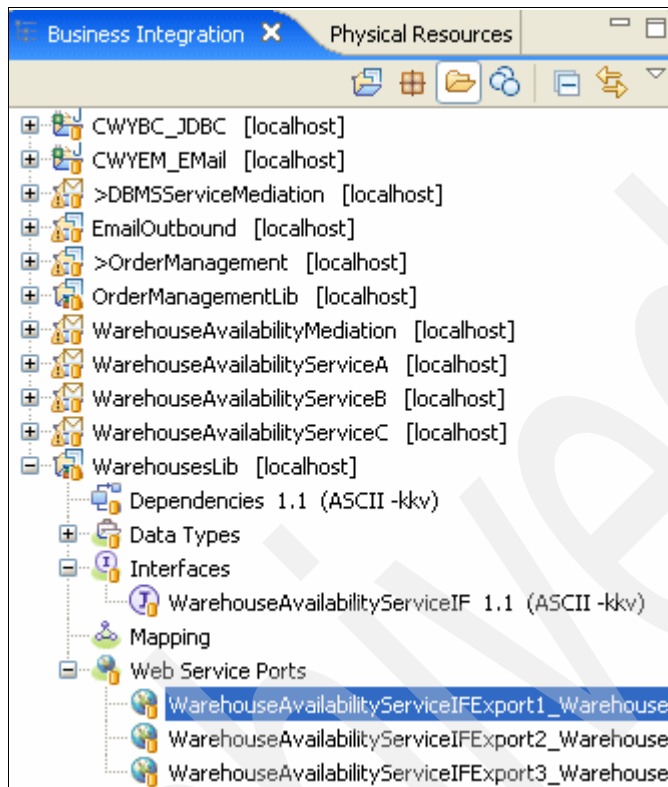 Business Integration Physical Resources
CWYBC_JDBC [localhost]
CWYEM_EMail [localhost]
>DBMSServiceMediation [localhost]
EmailOutbound [localhost]
>OrderManagement [localhost]
OrderManagementLib [localhost]
WarehouseAvailabilityMediation [localhost]
WarehouseAvailabilityServiceA [localhost]
WarehouseAvailabilityServiceB [localhost]
WarehouseAvailabilityServiceC [localhost]
WarehousesLib [localhost]
Dependencies 1.1 (ASCII -kkv)
Data Types
Interfaces
WarehouseAvailabilityServiceIF 1.1 (ASCII -kkv)
Mapping
Web Service Ports
WarehouseAvailabilityServiceIFExport1_Warehouse
WarehouseAvailabilityServiceIFExport2_Warehouse
WarehouseAvailabilityServiceIFExport3_Warehouse